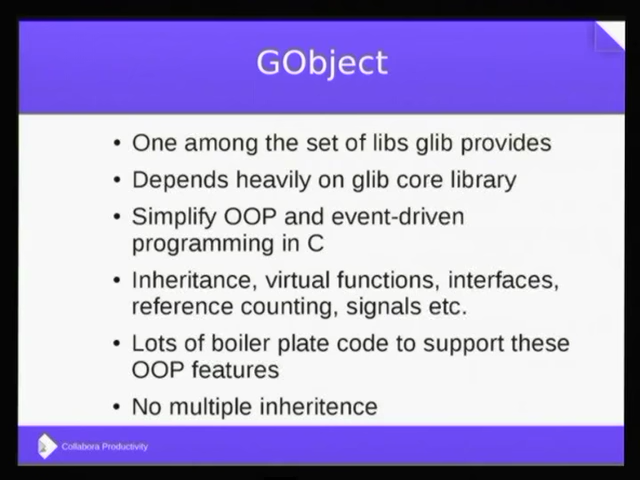 GObject
• One among the set of libs glib provides
• Depends heavily on glib core library
• Simplify OOP and event-driven
programming in C
• Inheritance, virtual functions, interfaces,
reference counting, signals etc.
• Lots of boiler plate code to support these
OOP features
• No multiple inheritence
Collabora Productivity